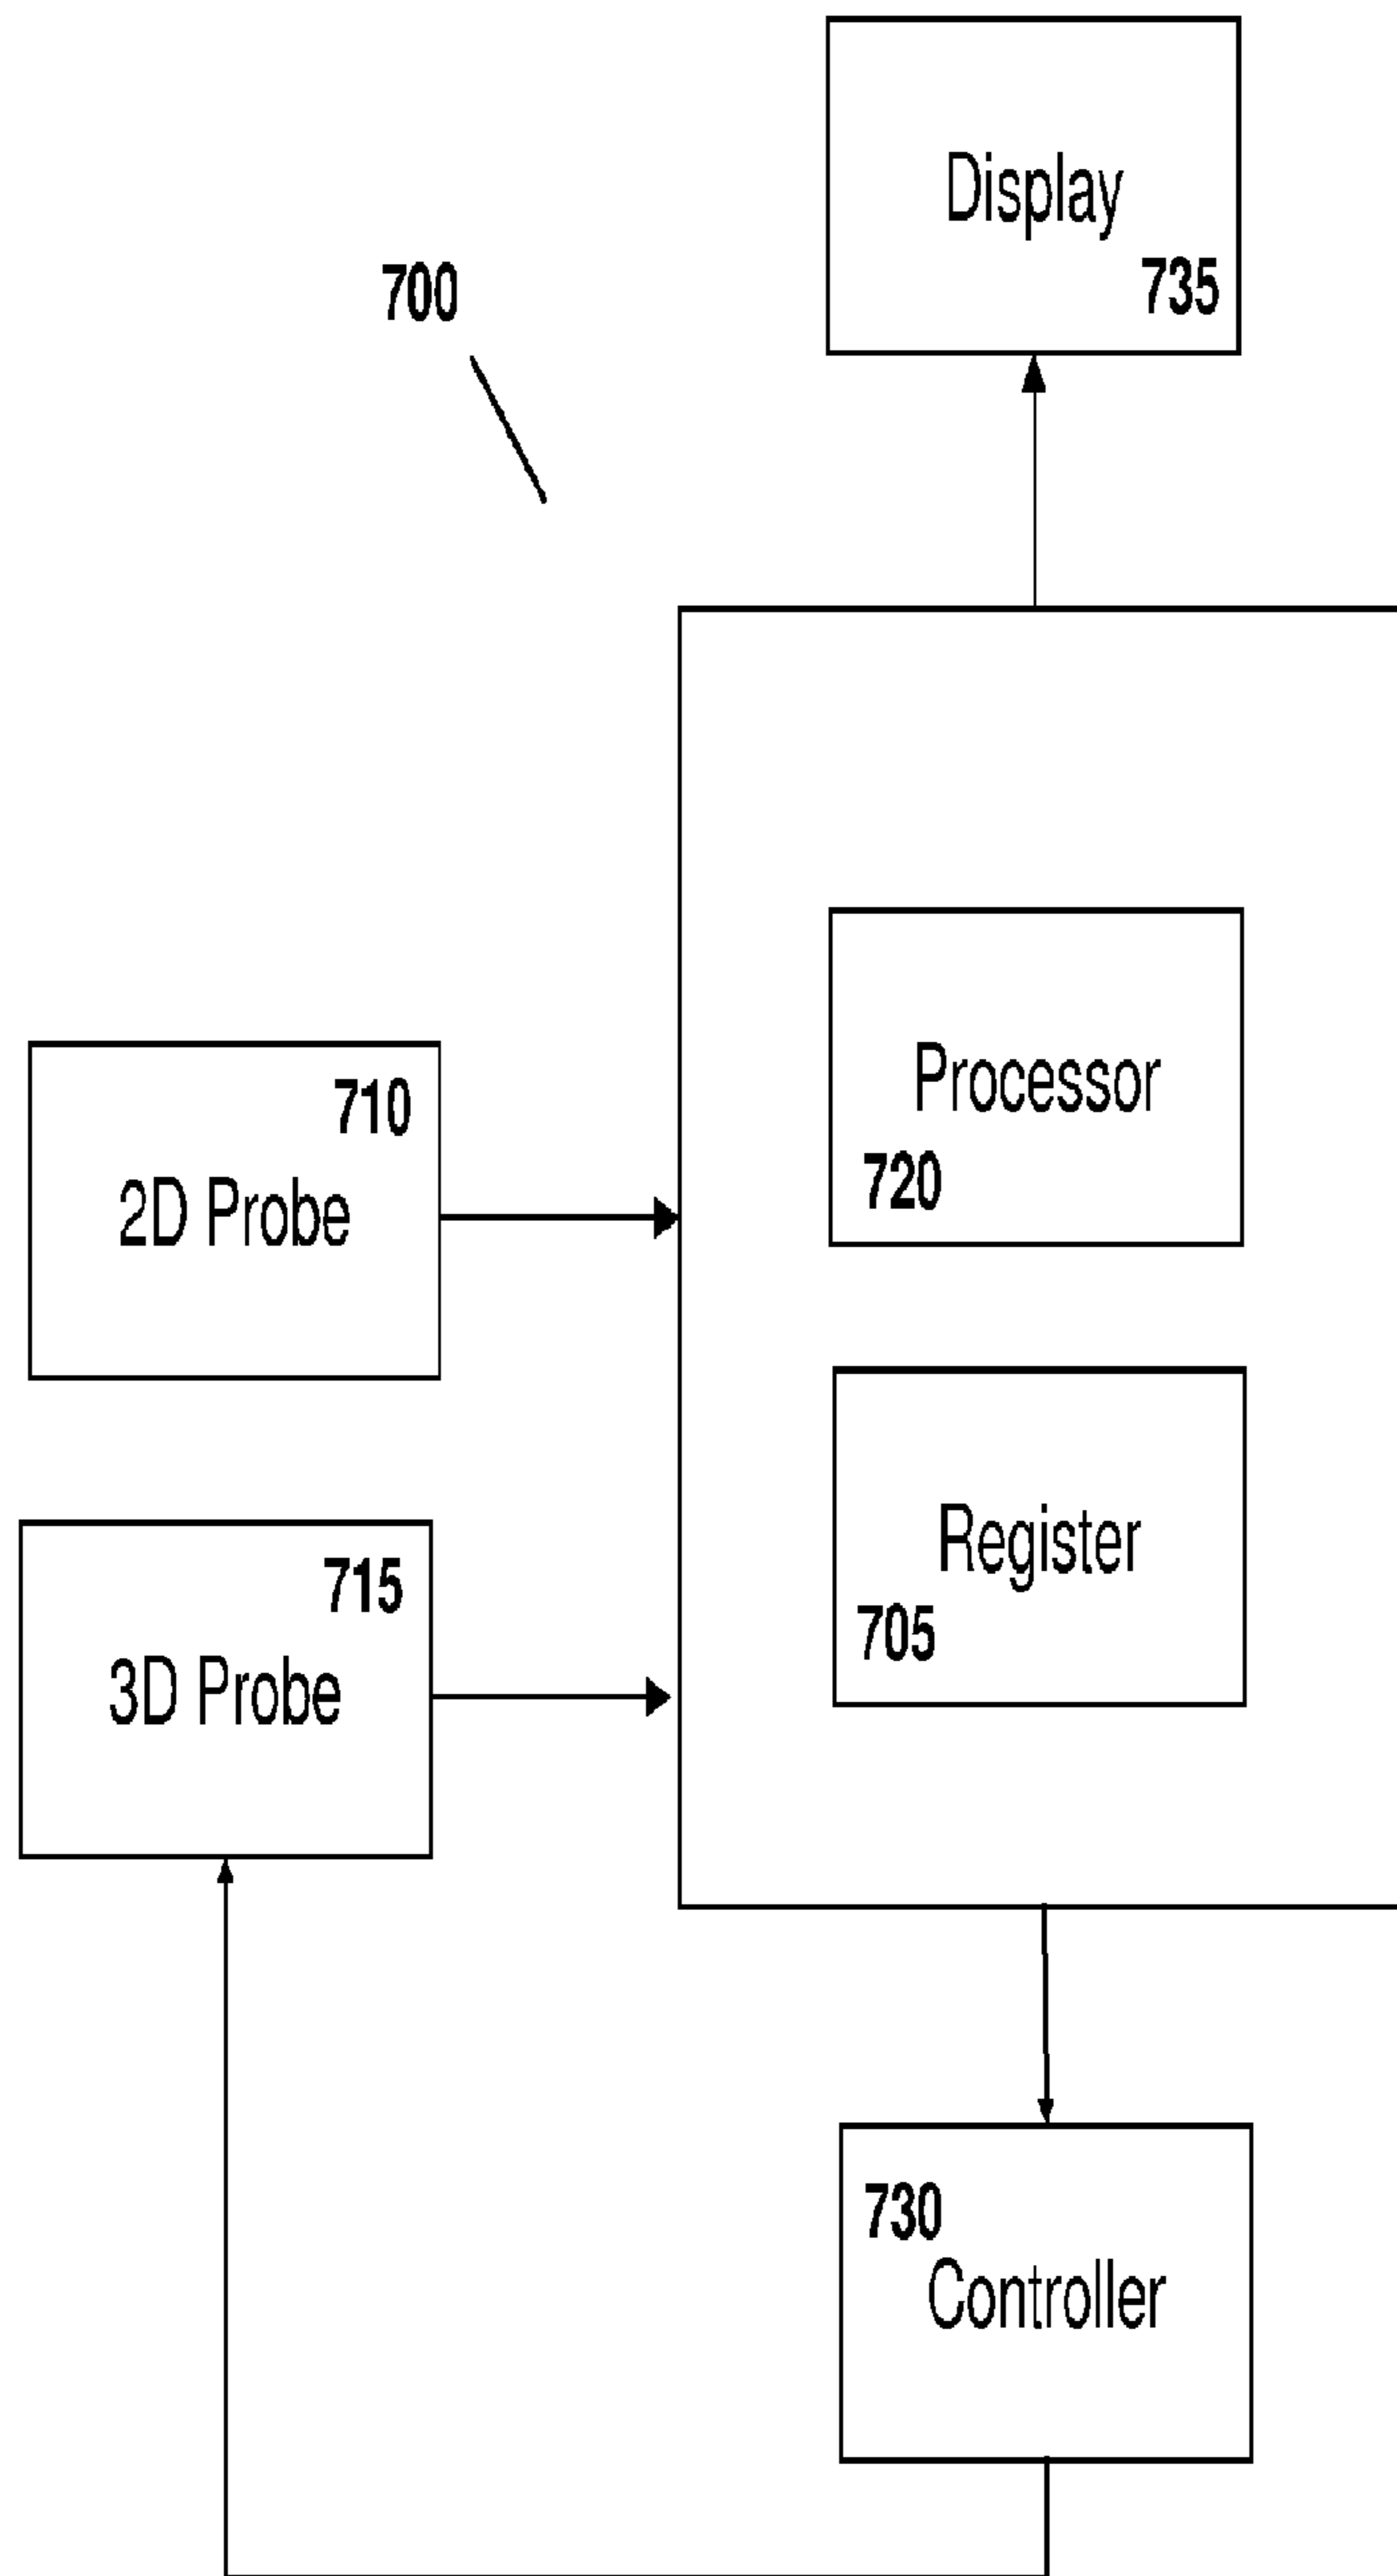 Display
735
700
Processor
720
710
2D Probe
Register
705
715
3D Probe
730
Controller